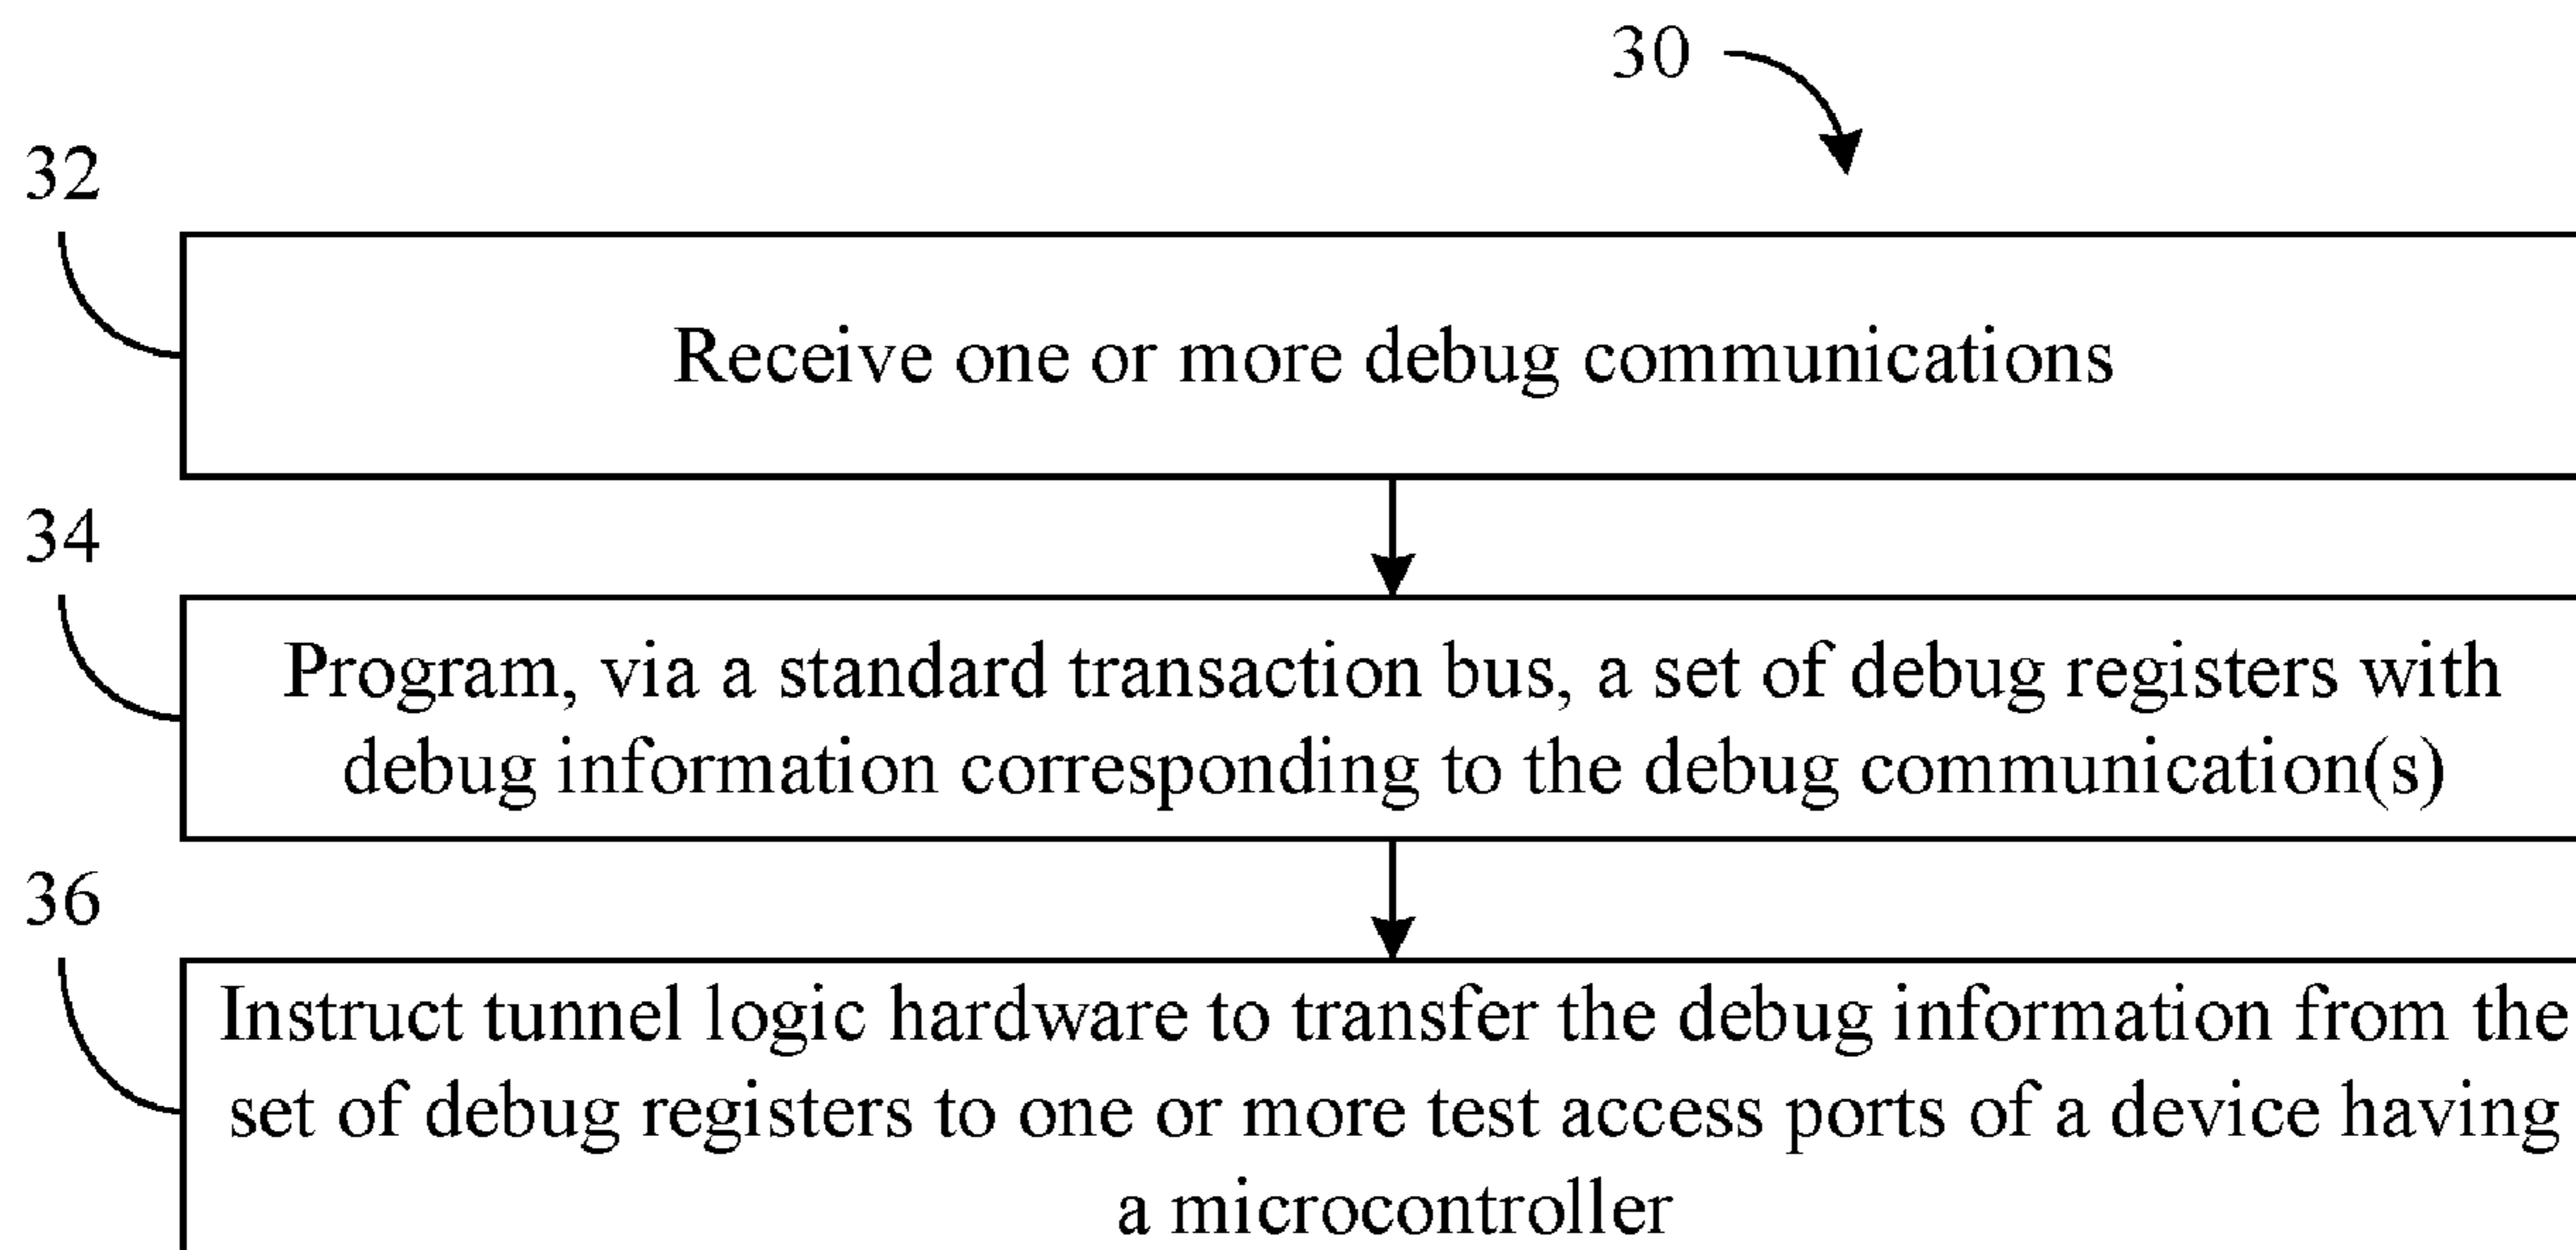 30
32
Receive one or more debug communications
34
Program, via a standard transaction bus, a set of debug registers with
debug information corresponding to the debug communication(s)
36
Instruct tunnel logic hardware to transfer the debug information from the
set of debug registers to one or more test access ports of a device having
a microcontroller